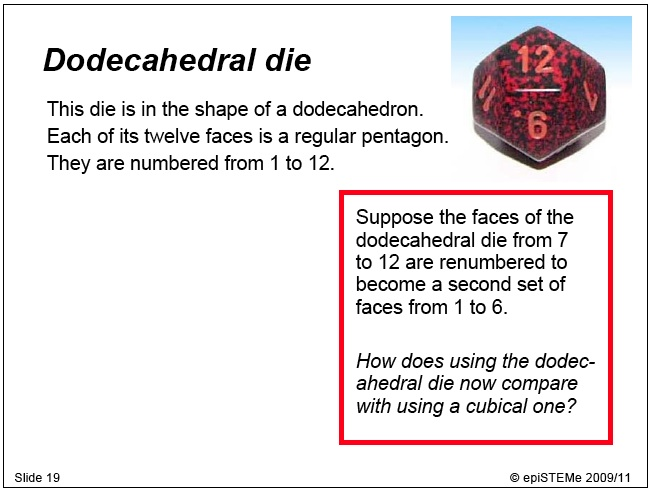 Dodecahedral die
12
11
1
.6
This die is in the shape of a dodecahedron.
Each of its twelve faces is a regular pentagon.
They are numbered from 1 to 12.
Suppose the faces of the
dodecahedral die from 7
to 12 are renumbered to
become a second set of
faces from 1 to 6.
How does using the dodec-
ahedral die now compare
with using a cubical one?
Slide 19
© epiSTEMe 2009/11